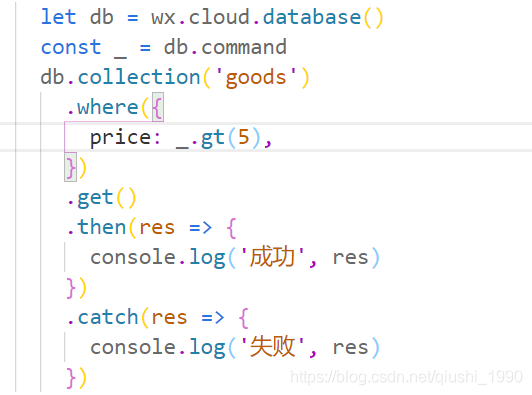 let db = wx.cloud.database()
const _ = db.command
db.collection('goods')
.where({
price: _.gt(5),
})
.get()
.then(res => {
console.log('成功', res)
})
.catch(res => {
console.log('失败', res)
})
https://blog.csdn.net/qiushi_1990